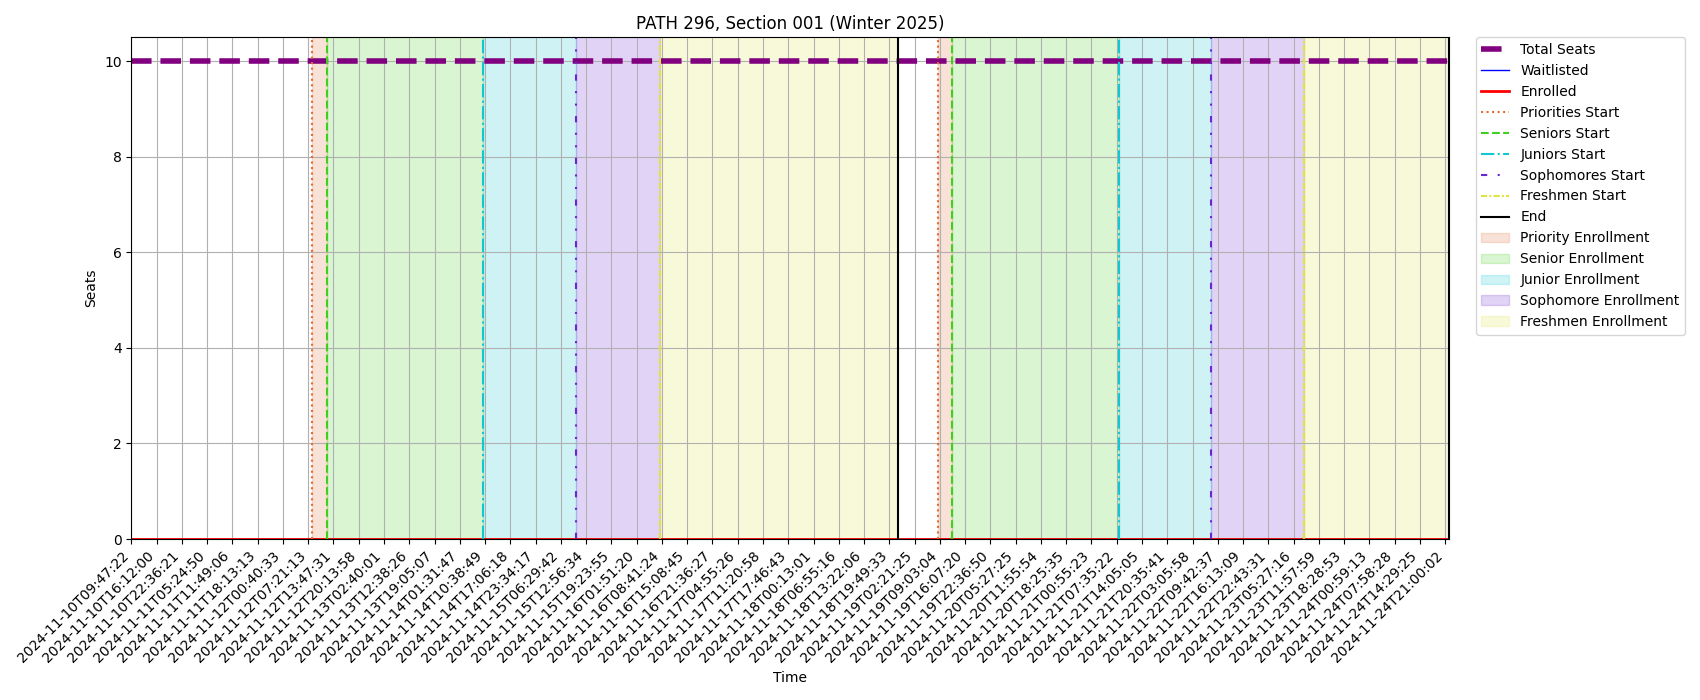 PATH 296, Section 001 (Winter 2025)
Seats
10
8
6
4
2
0
2024-11-10T09:47:22
2024-11-10T16:12:00
2024-11-10T22:36:21
2024-11-11T05:24:50
2024-11-11T11:49:06
2024-11-11T18:13:13
2024-11-12T00:40:33
2024-11-12T07:21:13
2024-11-12T13:47:31
2024-11-12T20:13:58
2024-11-13T02:40:01
2024-11-13T12:38:26
2024-11-13T19:05:07
2024-11-14T01:31:47
2024-11-14T10:38:49
2024-11-14T17:06:18
2024-11-14T23:34:17
2024-11-15T06:29:42
2024-11-15T12:56:34
2024-11-15T19:23:55
2024-11-16T01:51:20
2024-11-16T08:41:24
2024-11-16T15:08:45
2024-11-16T21:36:27
2024-11-17T04:55:26
2024-11-17T11:20:58
2024-11-17T17:46:43
2024-11-18T00:13:01
2024-11-18T06:55:16
2024-11-18T13:22:06
2024-11-18T19:49:33
2024-11-19T02:21:25
2024-11-19T09:03:04
2024-11-19T16:07:20
2024-11-19T22:36:50
2024-11-20T05:27:25
2024-11-20T11:55:54
2024-11-20T18:25:35
2024-11-21T00:55:23
2024-11-21T07:35:22
2024-11-21T14:05:05
2024-11-21T20:35:41
2024-11-22T03:05:58
2024-11-22T09:42:37
2024-11-22T16:13:09
2024-11-22T22:43:31
2024-11-23T05:27:16
2024-11-23T11:57:59
2024-11-23T18:28:53
2024-11-24T00:59:13
2024-11-24T07:58:28
2024-11-24T14:29:25
2024-11-24T21:00:02
Time
Total Seats
Waitlisted
Enrolled
Priorities Start
Seniors Start
Juniors Start
Sophomores Start
Freshmen Start
End
Priority Enrollment
Senior Enrollment
Junior Enrollment
Sophomore Enrollment
Freshmen Enrollment